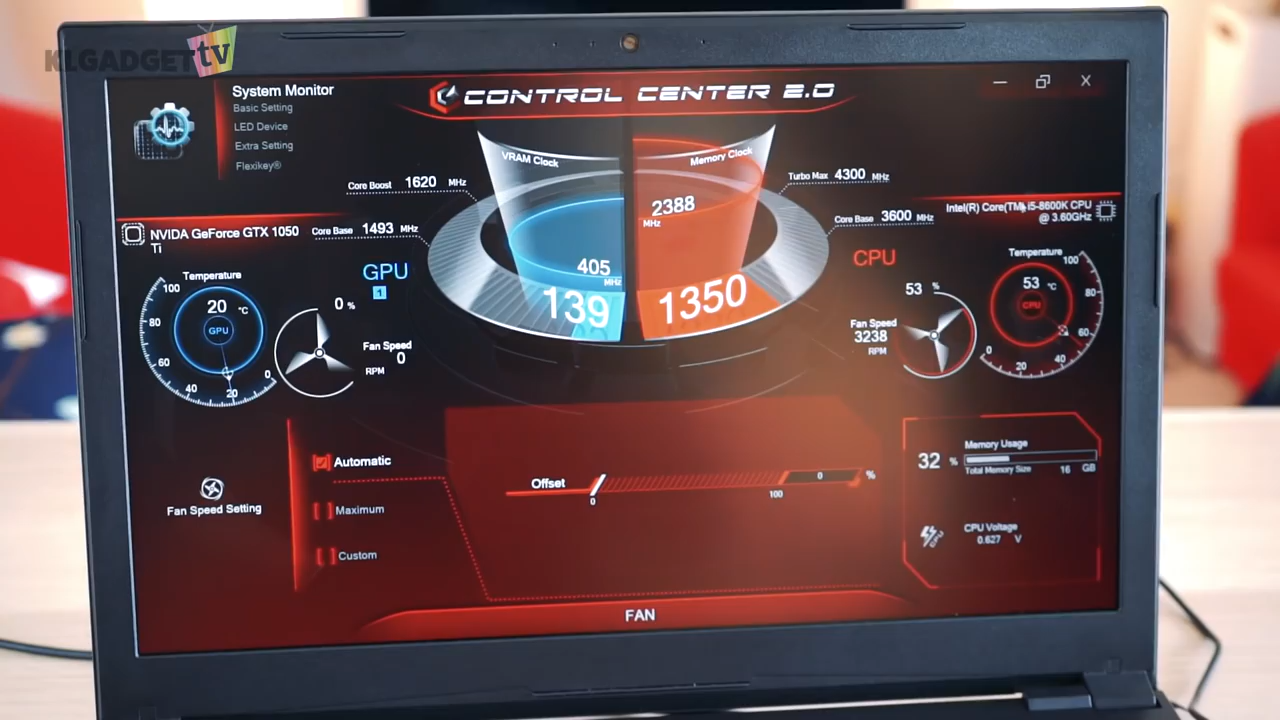 KLGADGET tv
System Monitor
Basic Setting
LED Device
Extra Setting
Flexikey®
CONTROL CENTER 2.0
VRAM Clock
Memory Clock
Core Boost 1620 MHz
Turbo Max 4300 MHz
Core Base 1493 MHz
Core Base 3600 MHz
2388
MHz
405
MHz
139
1350
NVIDIA GeForce GTX 1050
Ti
Intel(R) Core(TM) i5-8600K CPU
@ 3.60GHz
GPU
1
CPU
Temperature
20 °C
GPU
100
80
60
40
20
0
0 %
Fan Speed
0
RPM
53 %
Fan Speed
3238
RPM
Temperature
53 °C
CPU
100
80
60
40
20
0
Fan Speed Setting
Automatic
Maximum
Custom
Offset
0
100
0 %
32 %
Memory Usage
Total Memory Size 16 GB
CPU
CPU Voltage
0.627 V
FAN